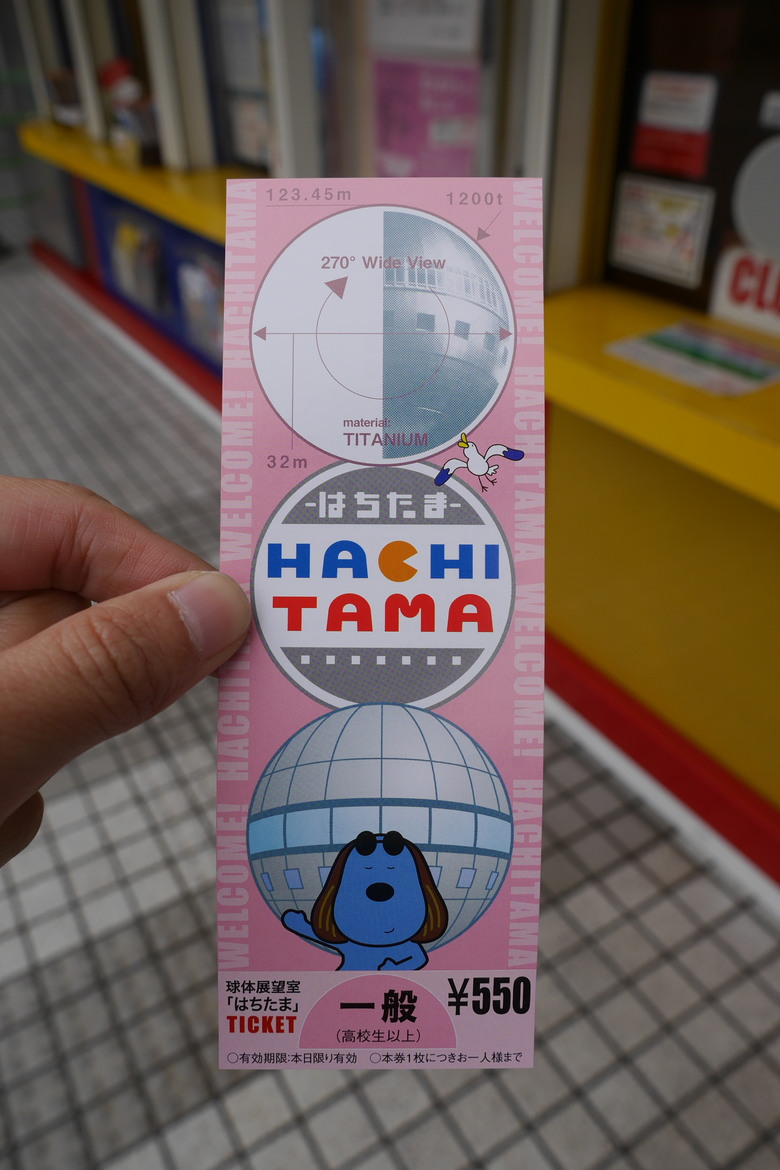 123.45m
1200t
270° Wide View
material:
TITANIUM
32m
-はちたま-
HACHI
TAMA
WELCOME! HACHITAMA WELCOME! HACHITAMA
WELCOME! HACHITAMA WELCOME! HACHITAMA
球体展望室
「はちたま」
TICKET
一般
(高校生以上)
¥550
○有効期限:本日限り有効 ○本券1枚につきお一人様まで